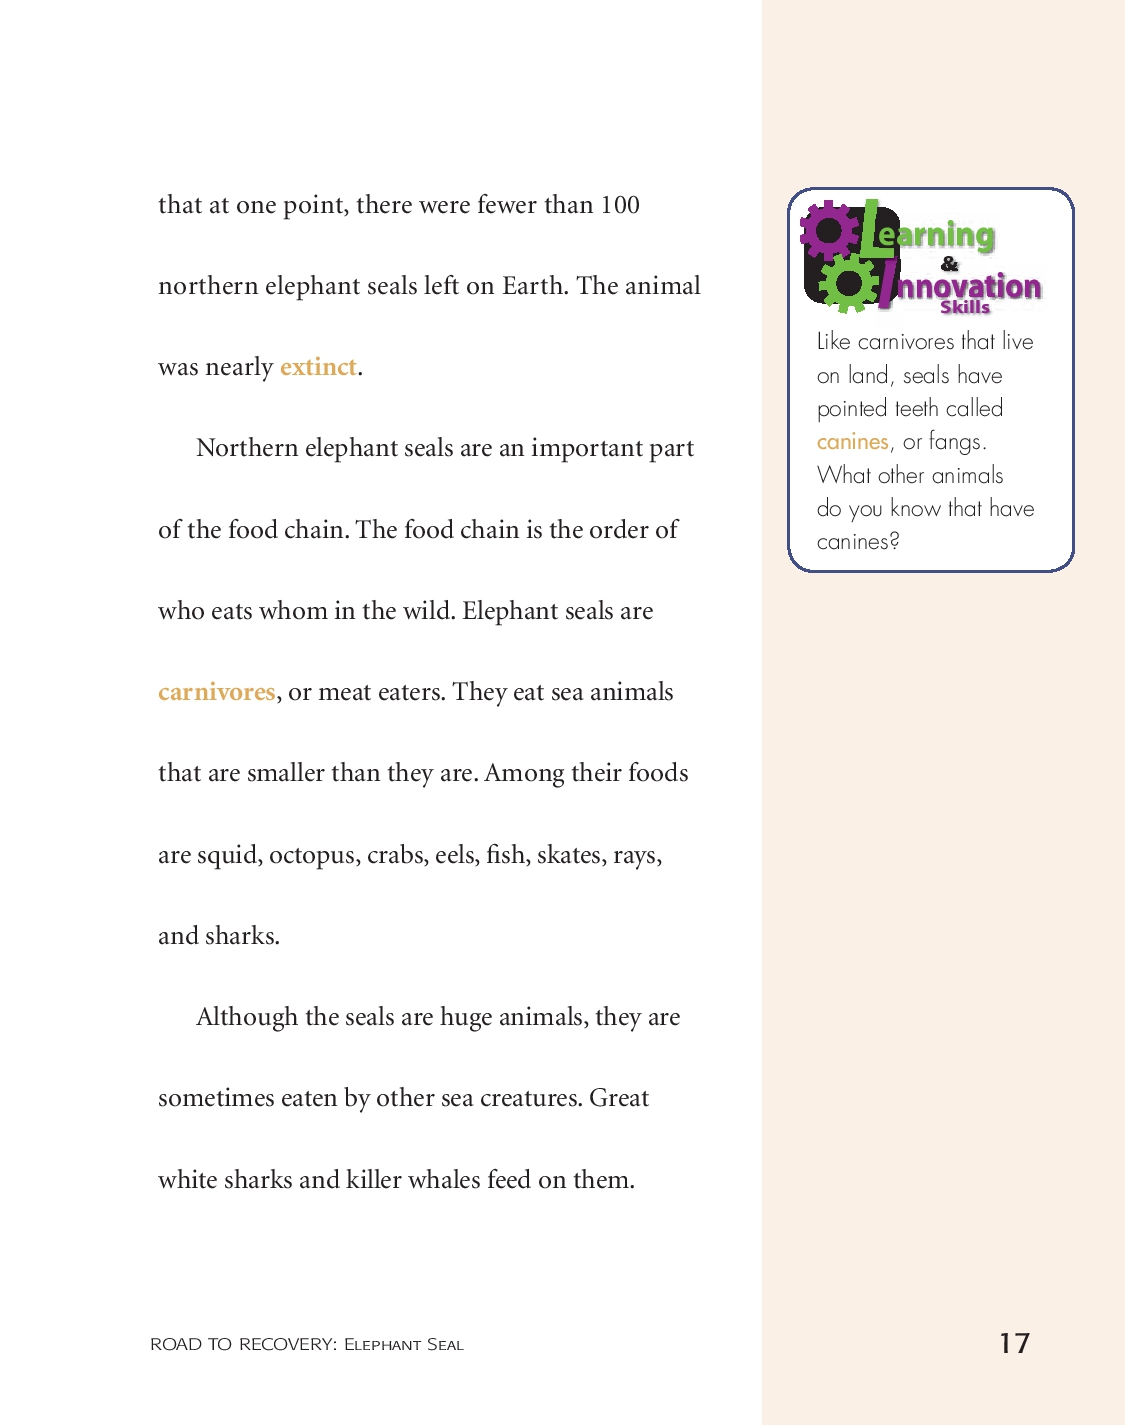 that at one point, there were fewer than 100
northern elephant seals left on Earth. The animal
was nearly extinct.
Northern elephant seals are an important part
of the food chain. The food chain is the order of
who eats whom in the wild. Elephant seals are
carnivores, or meat eaters. They eat sea animals
that are smaller than they are. Among their foods
are squid, octopus, crabs, eels, fish, skates, rays,
and sharks.
Although the seals are huge animals, they are
sometimes eaten by other sea creatures. Great
white sharks and killer whales feed on them.
Learning
&
Innovation
Skills
Like carnivores that live
on land, seals have
pointed teeth called
canines, or fangs.
What other animals
do you know that have
canines?
ROAD TO RECOVERY: Elephant Seal
17